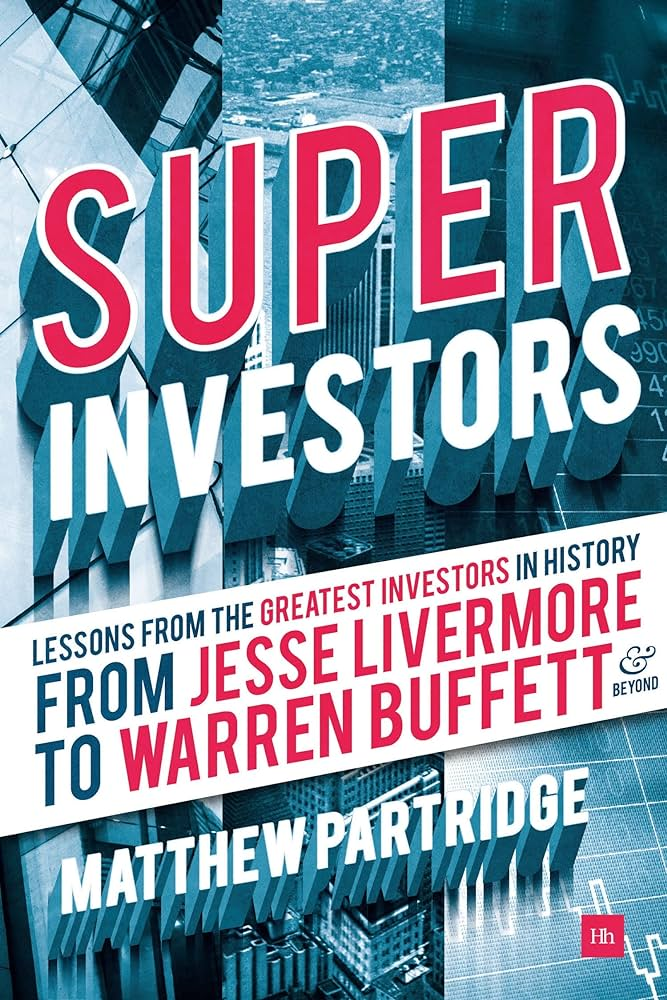 SUPER
INVESTORS
LESSONS FROM THE GREATEST INVESTORS IN HISTORY
FROM JESSE LIVERMORE
TO WARREN BUFFETT & BEYOND
MATTHEW PARTRIDGE
Hh